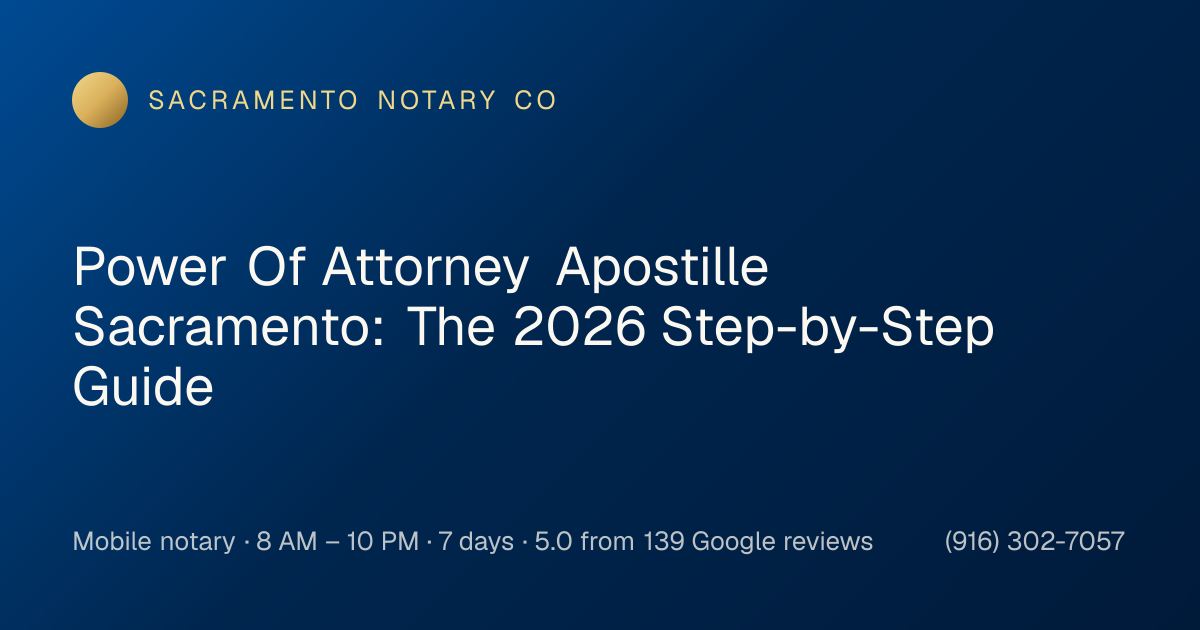 SACRAMENTO NOTARY CO
Power Of Attorney Apostille
Sacramento: The 2026 Step-by-Step
Guide
Mobile notary · 8 AM – 10 PM · 7 days · 5.0 from 139 Google reviews (916) 302-7057